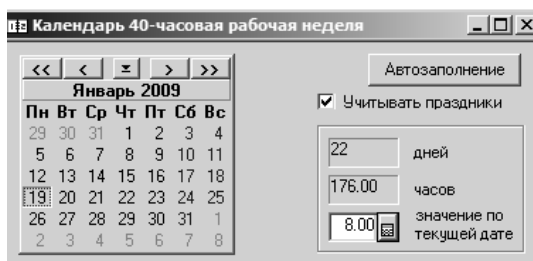 Календарь 40-часовая рабочая неделя
<< < > >>
Январь 2009
Пн Вт Ср Чт Пт Сб Вс
29 30 31 1 2 3 4
5 6 7 8 9 10 11
12 13 14 15 16 17 18
19 20 21 22 23 24 25
26 27 28 29 30 31 1
2 3 4 5 6 7 8
Автозаполнение
Учитывать праздники
22 дней
176.00 часов
8.00 значение по
текущей дате